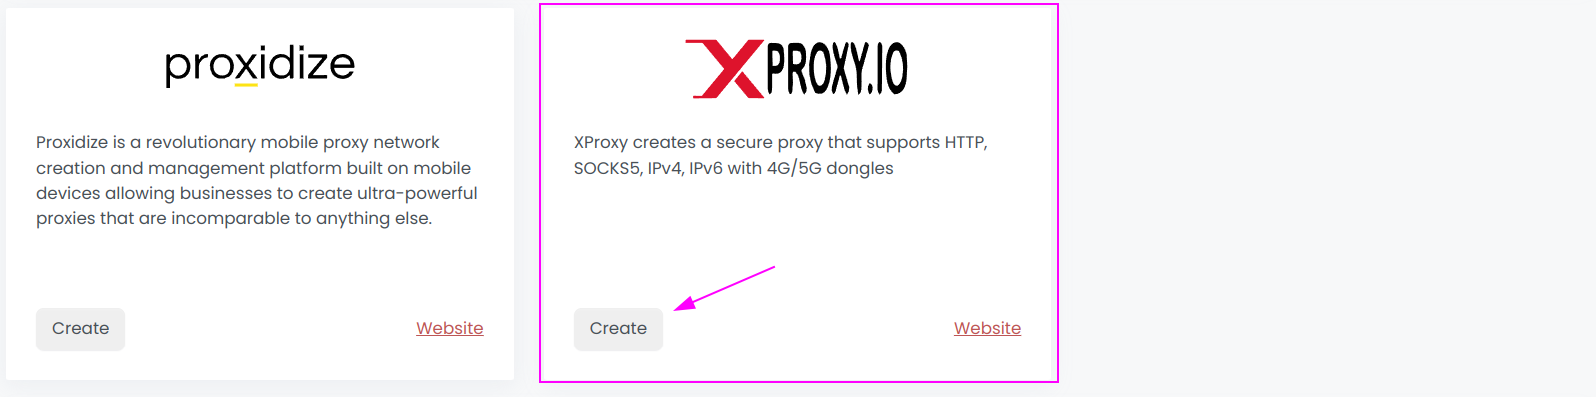 proxidize
Proxidize is a revolutionary mobile proxy network
creation and management platform built on mobile
devices allowing businesses to create ultra-powerful
proxies that are incomparable to anything else.
Create
Website
XPROXY.IO
XProxy creates a secure proxy that supports HTTP,
SOCKS5, IPv4, IPv6 with 4G/5G dongles
Create
Website